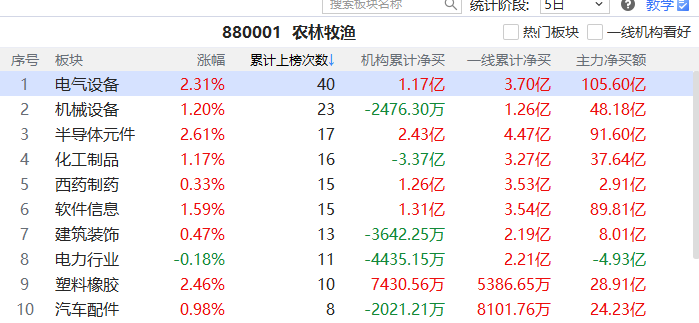 搜索板块名称 统计阶段: 5日 ? 教学
880001 农林牧渔 热门板块 一线机构看好
序号 板块 涨幅 累计上榜次数↓ 机构累计净买 一线累计净买 主力净买额
1 电气设备 2.31% 40 1.17亿 3.70亿 105.60亿
2 机械设备 1.20% 23 -2476.30万 1.26亿 48.18亿
3 半导体元件 2.61% 17 2.43亿 4.47亿 91.60亿
4 化工制品 1.17% 16 -3.37亿 3.27亿 37.64亿
5 西药制药 0.33% 15 1.26亿 3.53亿 2.91亿
6 软件信息 1.59% 15 1.31亿 3.54亿 89.81亿
7 建筑装饰 0.47% 13 -3642.25万 2.19亿 8.01亿
8 电力行业 -0.18% 11 -4435.15万 2.21亿 -4.93亿
9 塑料橡胶 2.46% 10 7430.56万 5386.65万 28.91亿
10 汽车配件 0.98% 8 -2021.21万 8101.76万 24.23亿